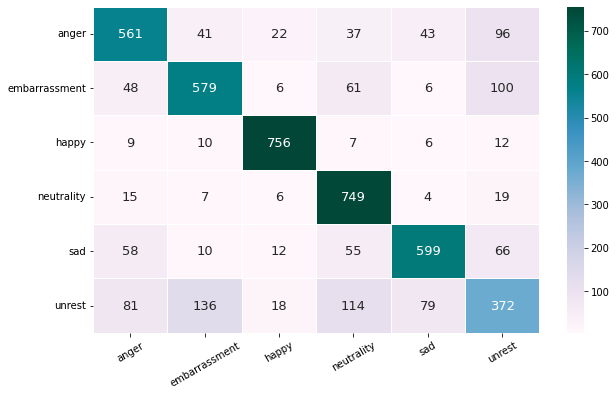 anger 561 41 22 37 43 96
embarrassment 48 579 6 61 6 100
happy 9 10 756 7 6 12
neutrality 15 7 6 749 4 19
sad 58 10 12 55 599 66
unrest 81 136 18 114 79 372
anger embarrassment happy neutrality sad unrest
700
600
500
400
300
200
100